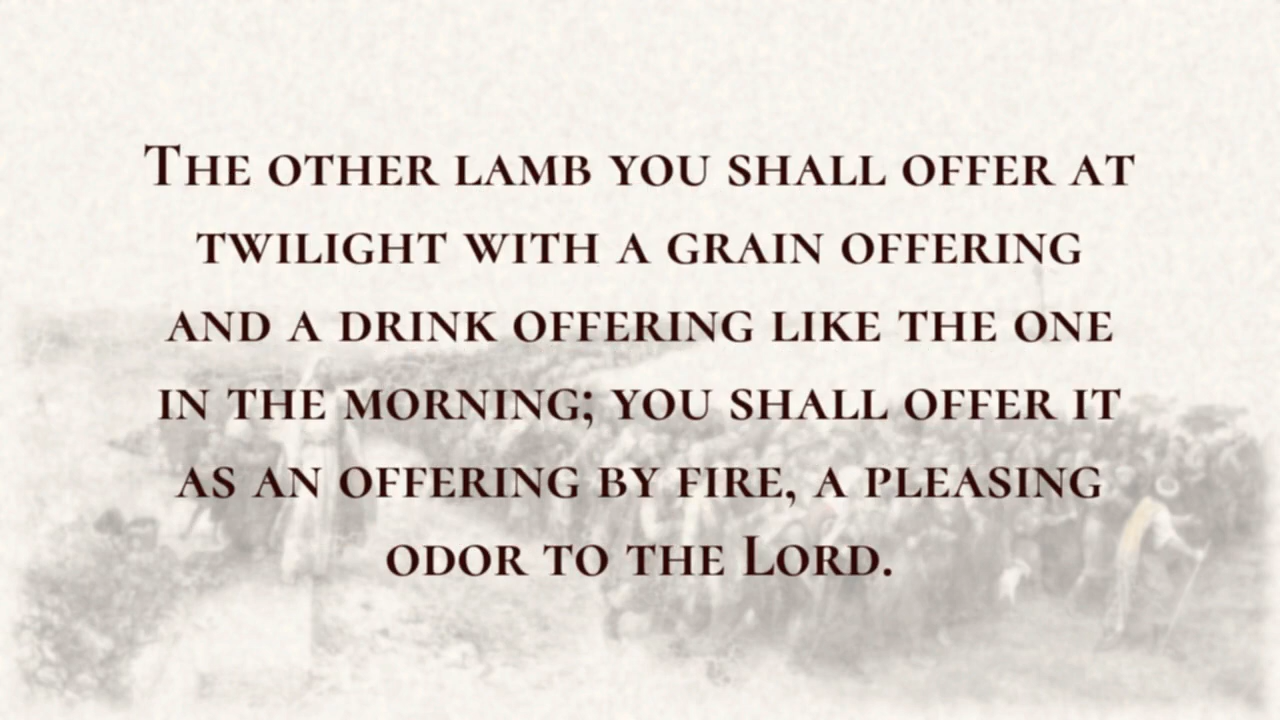 The other lamb you shall offer at
twilight with a grain offering
and a drink offering like the one
in the morning; you shall offer it
as an offering by fire, a pleasing
odor to the Lord.